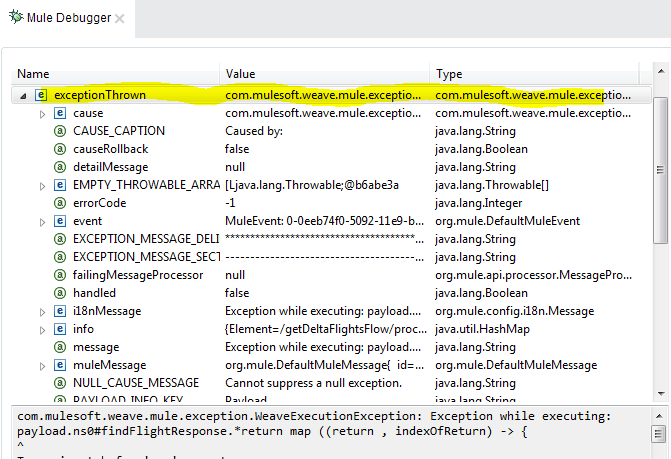 Mule Debugger
Name Value Type
exceptionThrown com.mulesoft.weave.mule.exceptio... com.mulesoft.weave.mule.exceptio...
cause com.mulesoft.weave.mule.exceptio... com.mulesoft.weave.mule.exceptio...
CAUSE_CAPTION Caused by: java.lang.String
causeRollback false java.lang.Boolean
detailMessage null java.lang.String
EMPTY_THROWABLE_ARRA [Ljava.lang.Throwable;@b6abe3a java.lang.Throwable[]
errorCode -1 java.lang.Integer
event MuleEvent: 0-0eeb74f0-5092-11e9-b... org.mule.DefaultMuleEvent
EXCEPTION_MESSAGE_DELI ****************************************... java.lang.String
EXCEPTION_MESSAGE_SECT ----------------------------------------... java.lang.String
failingMessageProcessor null org.mule.api.processor.MessagePro...
handled false java.lang.Boolean
i18nMessage Exception while executing: payload.... org.mule.config.i18n.Message
info {Element=/getDeltaFlightsFlow/proc... java.util.HashMap
message Exception while executing: payload.... java.lang.String
muleMessage org.mule.DefaultMuleMessage{ id=... org.mule.DefaultMuleMessage
NULL_CAUSE_MESSAGE Cannot suppress a null exception. java.lang.String
PAYLOAD_INFO_KEY Payload java.lang.String
com.mulesoft.weave.mule.exception.WeaveExecutionException: Exception while executing:
payload.ns0#findFlightResponse.*return map ((return , indexOfReturn) -> {
^